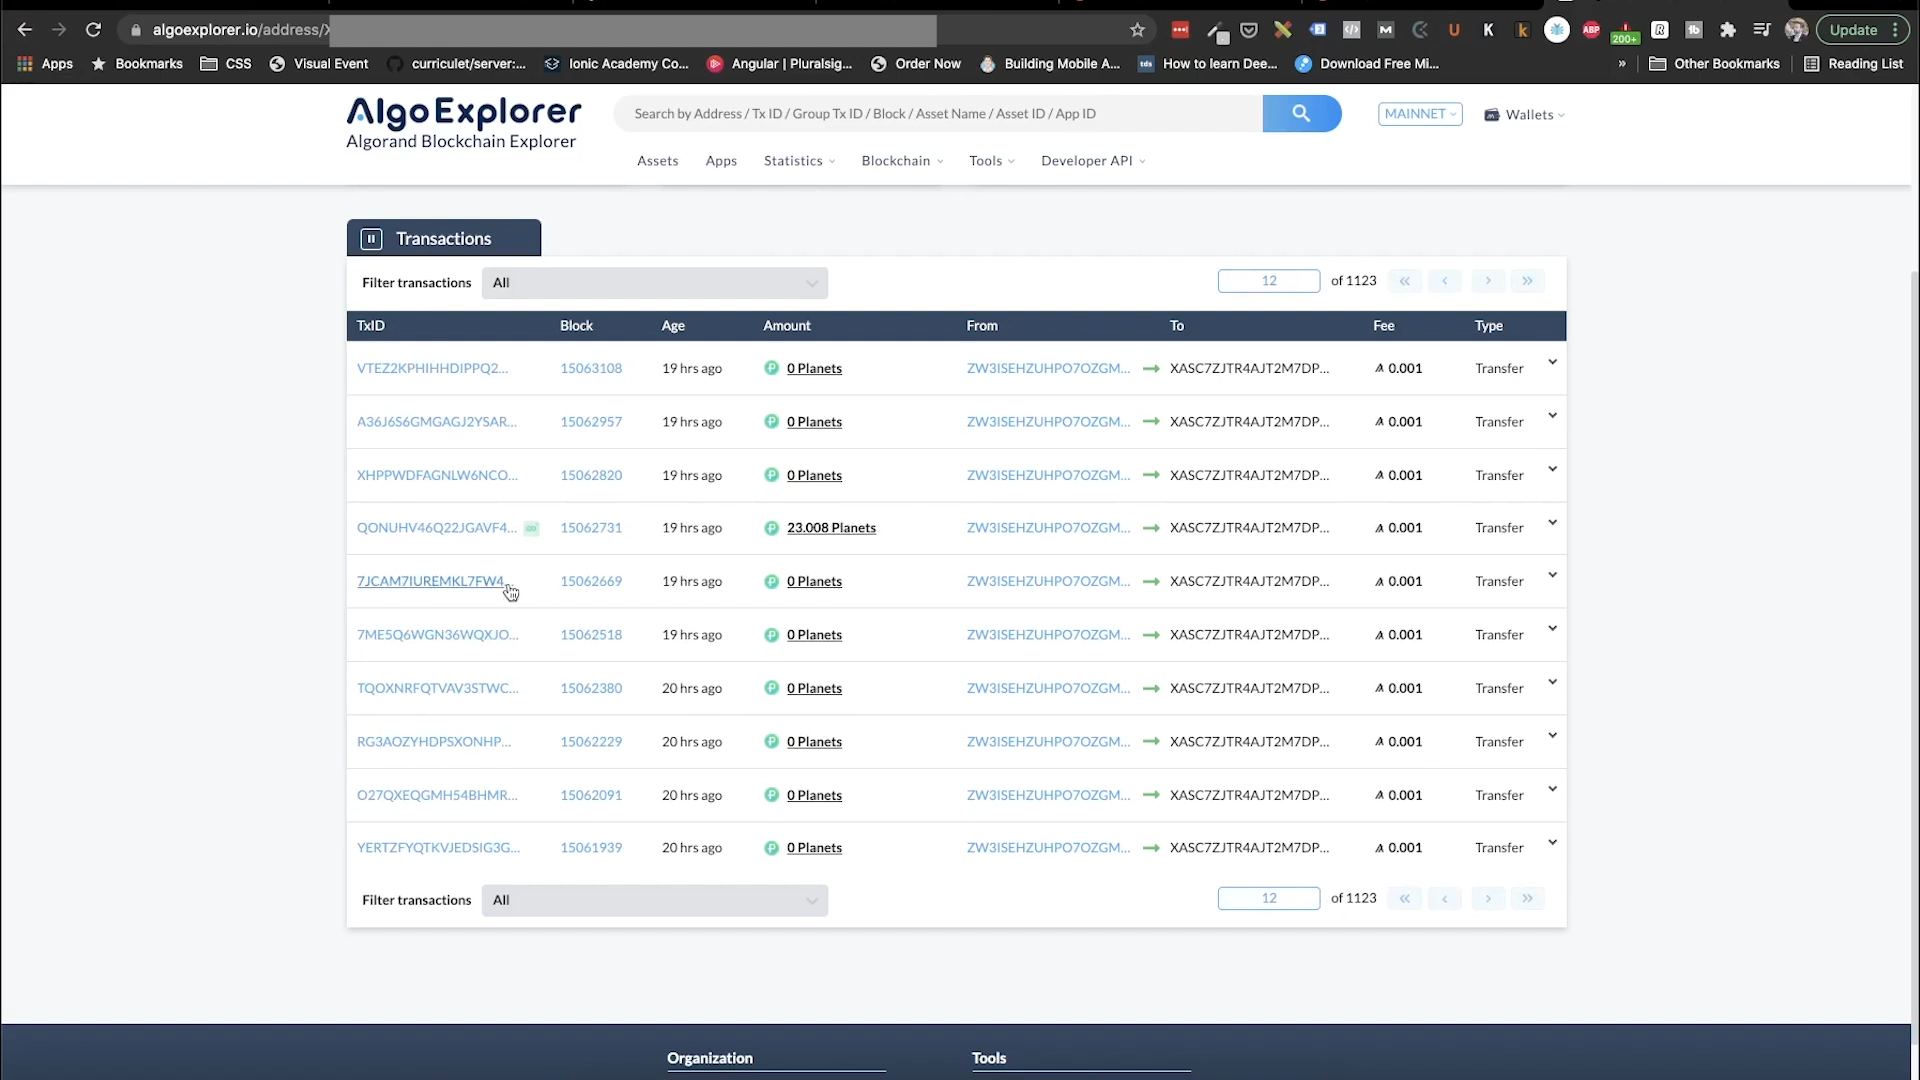 algoexplorer.io/address/X
Update
200+
Apps Bookmarks CSS Visual Event curriculet/server:... Ionic Academy Co... Angular | Pluralsig... Order Now Building Mobile A... How to learn Dee... Download Free Mi... » Other Bookmarks Reading List
AlgoExplorer
Algorand Blockchain Explorer
Search by Address / Tx ID / Group Tx ID / Block / Asset Name / Asset ID / App ID
MAINNET
Wallets
Assets Apps Statistics Blockchain Tools Developer API
Transactions
Filter transactions All 12 of 1123 « ‹ › »
TxID Block Age Amount From To Fee Type
VTEZ2KPHIHHDIPPQ2... 15063108 19 hrs ago 0 Planets ZW3ISEHZUHPO7OZGM... XASC7ZJTR4AJT2M7DP... 0.001 Transfer
A36J6S6GMGAGJ2YSAR... 15062957 19 hrs ago 0 Planets ZW3ISEHZUHPO7OZGM... XASC7ZJTR4AJT2M7DP... 0.001 Transfer
XHPPWDFAGNLW6NCO... 15062820 19 hrs ago 0 Planets ZW3ISEHZUHPO7OZGM... XASC7ZJTR4AJT2M7DP... 0.001 Transfer
QONUHV46Q22JGAVF4... 15062731 19 hrs ago 23.008 Planets ZW3ISEHZUHPO7OZGM... XASC7ZJTR4AJT2M7DP... 0.001 Transfer
7JCAM7IUREMKL7FW4... 15062669 19 hrs ago 0 Planets ZW3ISEHZUHPO7OZGM... XASC7ZJTR4AJT2M7DP... 0.001 Transfer
7ME5Q6WGN36WQXJO... 15062518 19 hrs ago 0 Planets ZW3ISEHZUHPO7OZGM... XASC7ZJTR4AJT2M7DP... 0.001 Transfer
TQOXNRFQTVAV3STWC... 15062380 20 hrs ago 0 Planets ZW3ISEHZUHPO7OZGM... XASC7ZJTR4AJT2M7DP... 0.001 Transfer
RG3AOZYHDPSXONHP... 15062229 20 hrs ago 0 Planets ZW3ISEHZUHPO7OZGM... XASC7ZJTR4AJT2M7DP... 0.001 Transfer
O27QXEQGMH54BHMR... 15062091 20 hrs ago 0 Planets ZW3ISEHZUHPO7OZGM... XASC7ZJTR4AJT2M7DP... 0.001 Transfer
YERTZFYQTKVJEDSIG3G... 15061939 20 hrs ago 0 Planets ZW3ISEHZUHPO7OZGM... XASC7ZJTR4AJT2M7DP... 0.001 Transfer
Filter transactions All 12 of 1123 « ‹ › »
Organization Tools